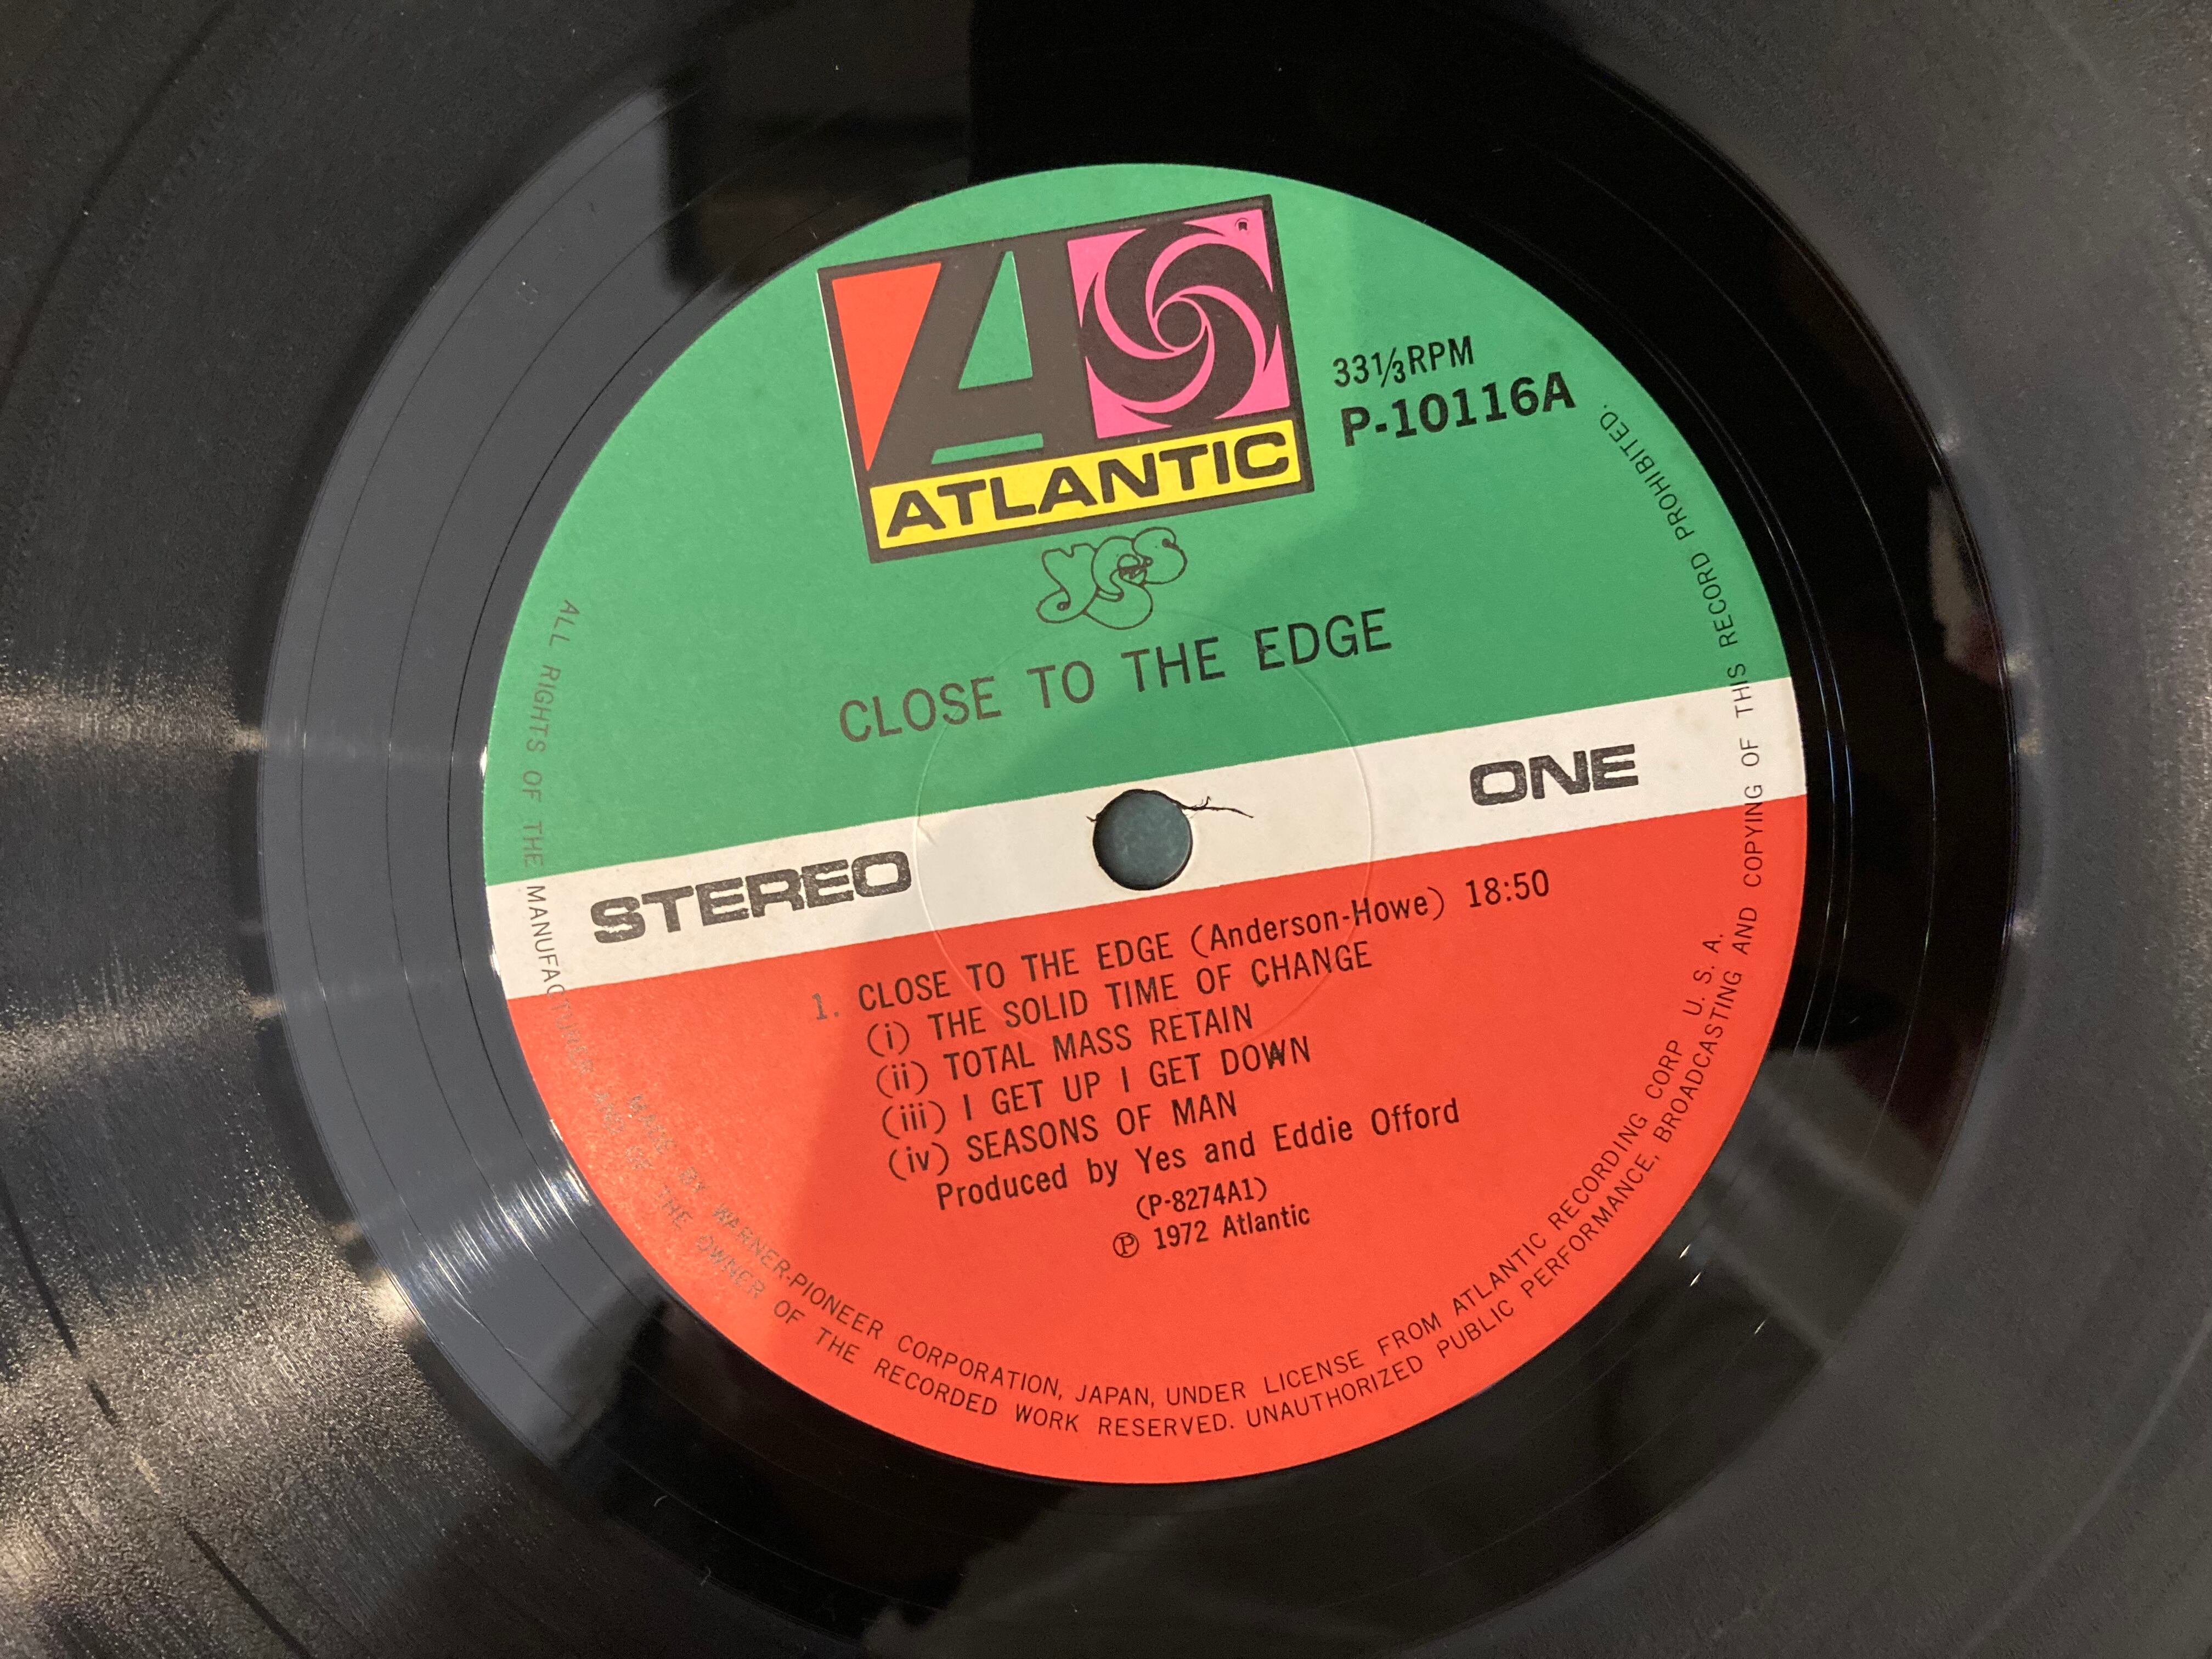 ATLANTIC
33⅓RPM
P-10116A
yes
CLOSE TO THE EDGE
STEREO
ONE
1. CLOSE TO THE EDGE (Anderson-Howe) 18:50
(i) THE SOLID TIME OF CHANGE
(ii) TOTAL MASS RETAIN
(iii) I GET UP I GET DOWN
(iv) SEASONS OF MAN
Produced by Yes and Eddie Offord
(P-8274A1)
Ⓟ 1972 Atlantic
MADE BY WARNER-PIONEER CORPORATION, JAPAN, UNDER LICENSE FROM ATLANTIC RECORDING CORP U. S. A.
ALL RIGHTS OF THE MANUFACTURER AND OF THE OWNER OF THE RECORDED WORK RESERVED. UNAUTHORIZED PUBLIC PERFORMANCE, BROADCASTING AND COPYING OF THIS RECORD PROHIBITED.